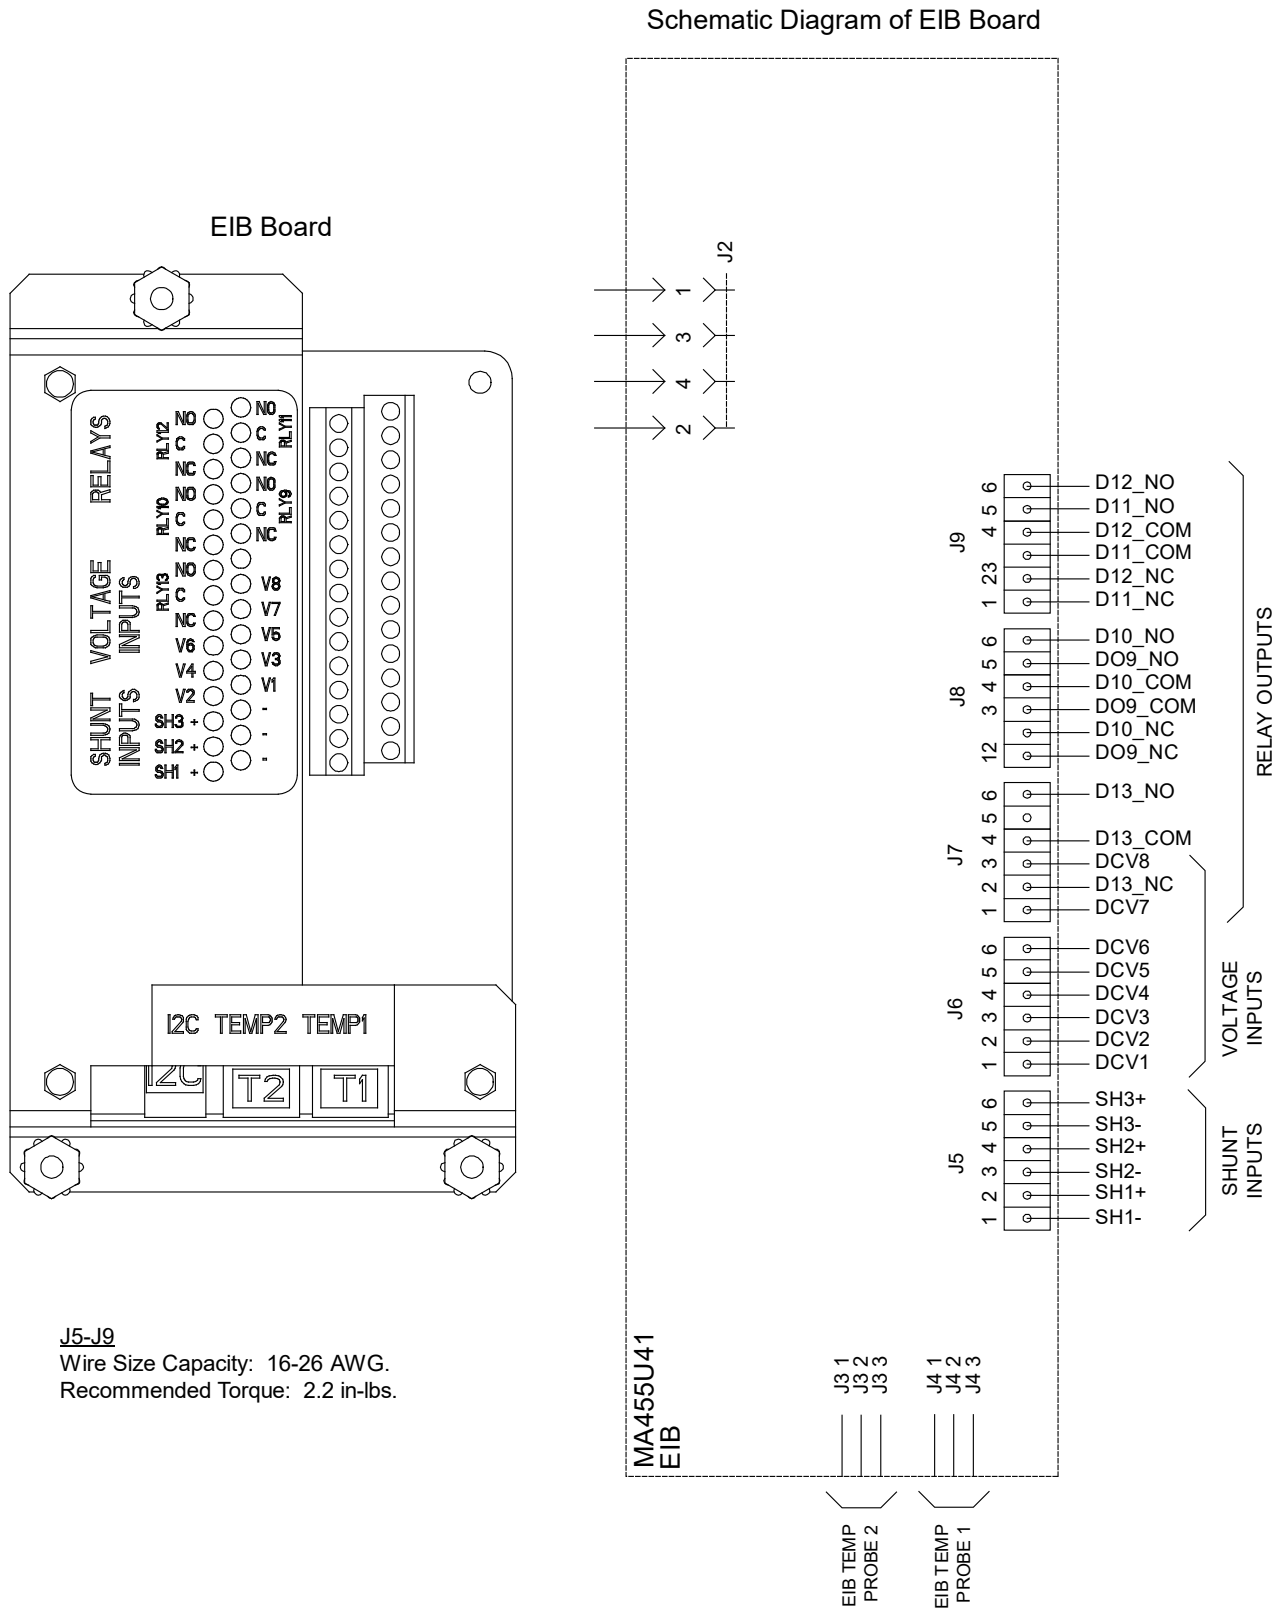 Schematic Diagram of EIB Board
EIB Board
RELAYS
VOLTAGE
INPUTS
SHUNT
INPUTS
RLY12
RLY10
RLY13
NO
C
NC
NO
C
NC
NO
C
NC
V6
V4
V2
SH3 +
SH2 +
SH1 +
NO
C
NC
NO
C
NC
V8
V7
V5
V3
V1
-
-
-
RLY11
RLY9
I2C TEMP2 TEMP1
I2C T2 T1
J5-J9
Wire Size Capacity: 16-26 AWG.
Recommended Torque: 2.2 in-lbs.
J2
1
3
4
2
J9
6 D12_NO
5 D11_NO
4 D12_COM
3 D11_COM
2 D12_NC
1 D11_NC
J8
6 D10_NO
5 DO9_NO
4 D10_COM
3 DO9_COM
2 D10_NC
1 DO9_NC
J7
6 D13_NO
5
4 D13_COM
3 DCV8
2 D13_NC
1 DCV7
J6
6 DCV6
5 DCV5
4 DCV4
3 DCV3
2 DCV2
1 DCV1
J5
6 SH3+
5 SH3-
4 SH2+
3 SH2-
2 SH1+
1 SH1-
RELAY OUTPUTS
VOLTAGE
INPUTS
SHUNT
INPUTS
MA455U41
EIB
J3 1
J3 2
J3 3
J4 1
J4 2
J4 3
EIB TEMP
PROBE 2
EIB TEMP
PROBE 1